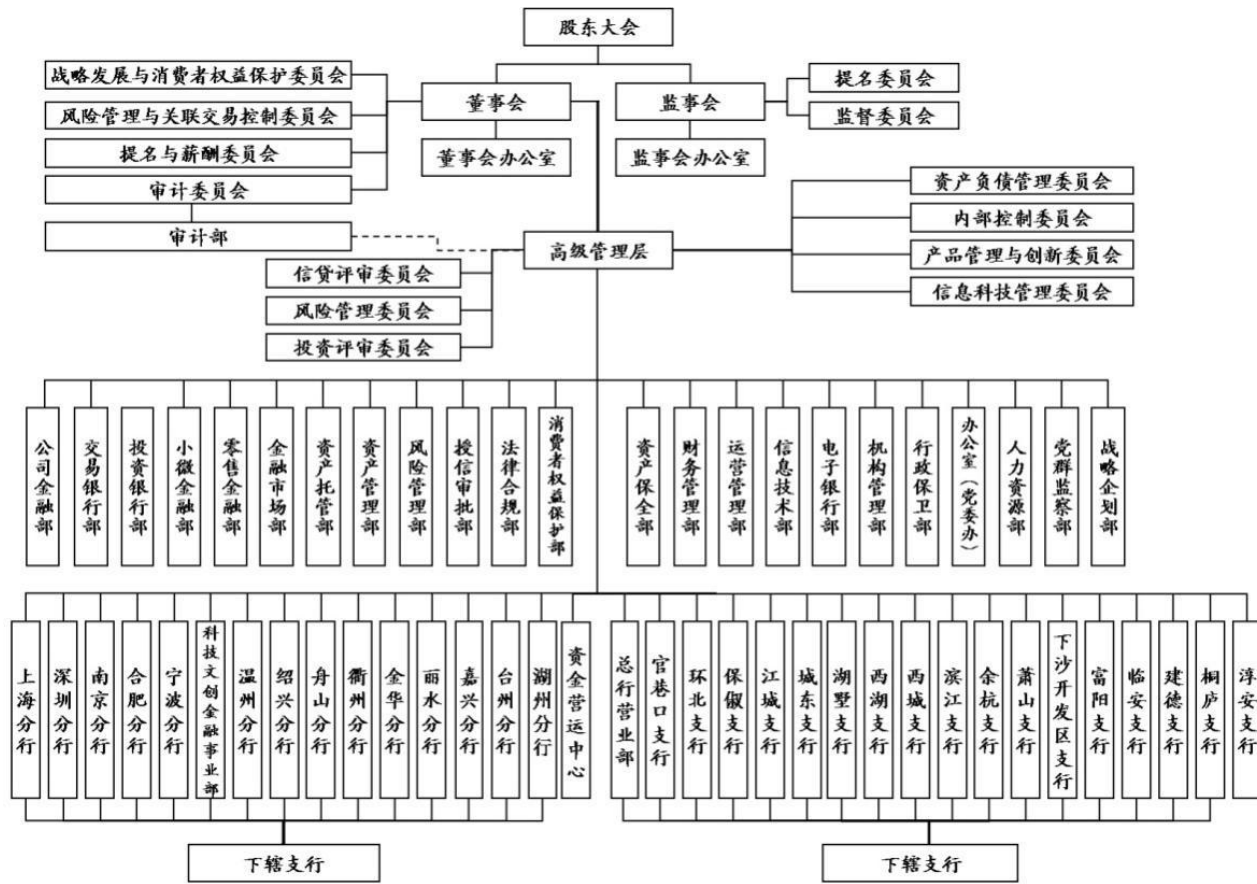 股东大会
战略发展与消费者权益保护委员会
风险管理与关联交易控制委员会
提名与薪酬委员会
审计委员会
审计部
董事会
董事会办公室
监事会
监事会办公室
提名委员会
监督委员会
高级管理层
信贷评审委员会
风险管理委员会
投资评审委员会
资产负债管理委员会
内部控制委员会
产品管理与创新委员会
信息科技管理委员会
公司金融部
交易银行部
投资银行部
小微金融部
零售金融部
金融市场部
资产托管部
资产管理部
风险管理部
授信审批部
法律合规部
消费者权益保护部
资产保全部
财务管理部
运营管理部
信息技术部
电子银行部
机构管理部
行政保卫部
办公室（党委办）
人力资源部
党群监察部
战略企划部
上海分行
深圳分行
南京分行
合肥分行
宁波分行
科技文创金融事业部
温州分行
绍兴分行
舟山分行
衢州分行
金华分行
丽水分行
嘉兴分行
台州分行
湖州分行
资金营运中心
总行营业部
官巷口支行
环北支行
保俶支行
江城支行
城东支行
湖墅支行
西湖支行
西城支行
滨江支行
余杭支行
萧山支行
下沙开发区支行
富阳支行
临安支行
建德支行
桐庐支行
淳安支行
下辖支行
下辖支行